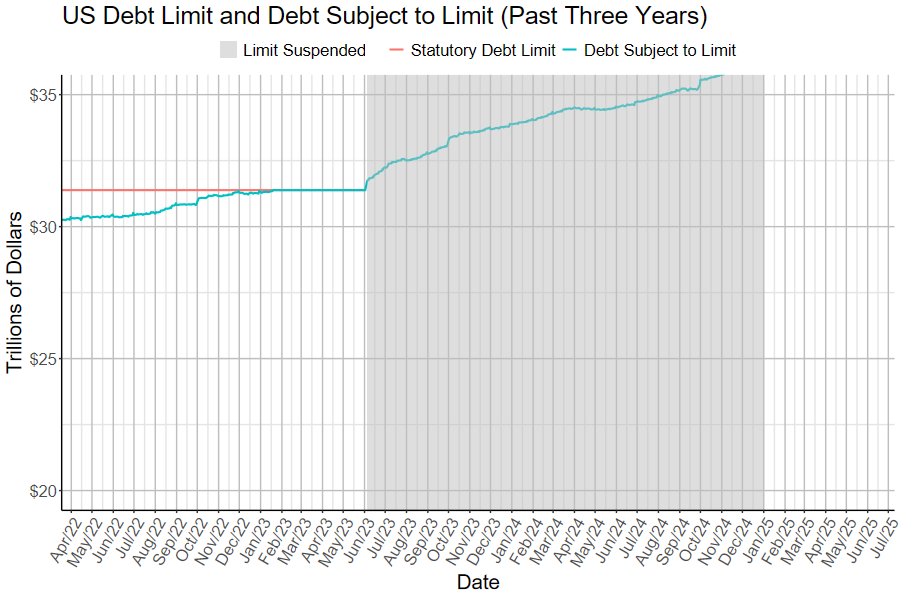 US Debt Limit and Debt Subject to Limit (Past Three Years)
Limit Suspended Statutory Debt Limit Debt Subject to Limit
Trillions of Dollars
$35
$30
$25
$20
Apr/22 May/22 Jun/22 Jul/22 Aug/22 Sep/22 Oct/22 Nov/22 Dec/22 Jan/23 Feb/23 Mar/23 Apr/23 May/23 Jun/23 Jul/23 Aug/23 Sep/23 Oct/23 Nov/23 Dec/23 Jan/24 Feb/24 Mar/24 Apr/24 May/24 Jun/24 Jul/24 Aug/24 Sep/24 Oct/24 Nov/24 Dec/24 Jan/25 Feb/25 Mar/25 Apr/25 May/25 Jun/25 Jul/25
Date